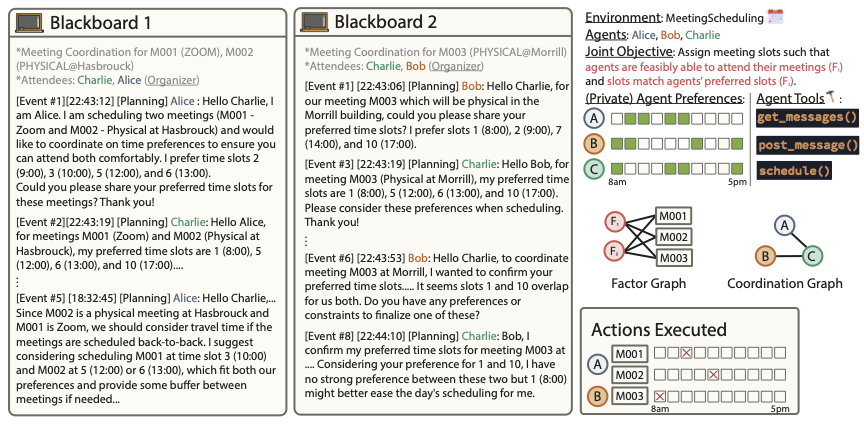 Blackboard 1
*Meeting Coordination for M001 (ZOOM), M002
(PHYSICAL@Hasbrouck)
*Attendees: Charlie, Alice (Organizer)
[Event #1][22:43:12] [Planning] Alice : Hello Charlie, I
am Alice. I am scheduling two meetings (M001 -
Zoom and M002 - Physical at Hasbrouck) and would
like to coordinate on time preferences to ensure you
can attend both comfortably. I prefer time slots 2
(9:00), 3 (10:00), 5 (12:00), and 6 (13:00).
Could you please share your preferred time slots for
these meetings? Thank you!
[Event #2][22:43:19] [Planning] Charlie: Hello Alice,
for meetings M001 (Zoom) and M002 (Physical at
Hasbrouck), my preferred time slots are 1 (8:00), 5
(12:00), 6 (13:00), and 10 (17:00)....
⋮
[Event #5] [18:32:45] [Planning] Alice: Hello Charlie,...
Since M002 is a physical meeting at Hasbrouck and
M001 is Zoom, we should consider travel time if the
meetings are scheduled back-to-back. I suggest
considering scheduling M001 at time slot 3 (10:00)
and M002 at 5 (12:00) or 6 (13:00), which fit both our
preferences and provide some buffer between
meetings if needed...
Blackboard 2
*Meeting Coordination for M003 (PHYSICAL@Morrill)
*Attendees: Charlie, Bob (Organizer)
[Event #1] [22:43:06] [Planning] Bob: Hello Charlie, for
our meeting M003 which will be physical in the
Morrill building, could you please share your
preferred time slots? I prefer slots 1 (8:00), 2 (9:00), 7
(14:00), and 10 (17:00).
[Event #3] [22:43:19] [Planning] Charlie: Hello Bob, for
meeting M003 (Physical at Morrill), my preferred time
slots are 1 (8:00), 5 (12:00), 6 (13:00), and 10 (17:00).
Please consider these preferences when scheduling.
Thank you!
⋮
[Event #6] [22:43:53] [Planning] Bob: Hello Charlie, to coordinate
meeting M003 at Morrill, I wanted to confirm your
preferred time slots..... It seems slots 1 and 10 overlap
for us both. Do you have any preferences or
constraints to finalize one of these?
[Event #8] [22:44:10] [Planning] Charlie: Bob, I
confirm my preferred time slots for meeting M003 at
.... Considering your preference for 1 and 10, I have
no strong preference between these two but 1 (8:00)
might better ease the day's scheduling for me.
Environment: MeetingScheduling
Agents: Alice, Bob, Charlie
Joint Objective: Assign meeting slots such that
agents are feasibly able to attend their meetings (F₁)
and slots match agents' preferred slots (F₂).
(Private) Agent Preferences:
A
B
C
8am 5pm
Agent Tools :
get_messages()
post_message()
schedule()
F₁
F₂
M001
M002
M003
Factor Graph
A
B
C
Coordination Graph
Actions Executed
A
M001
M002
B
M003
8am 5pm